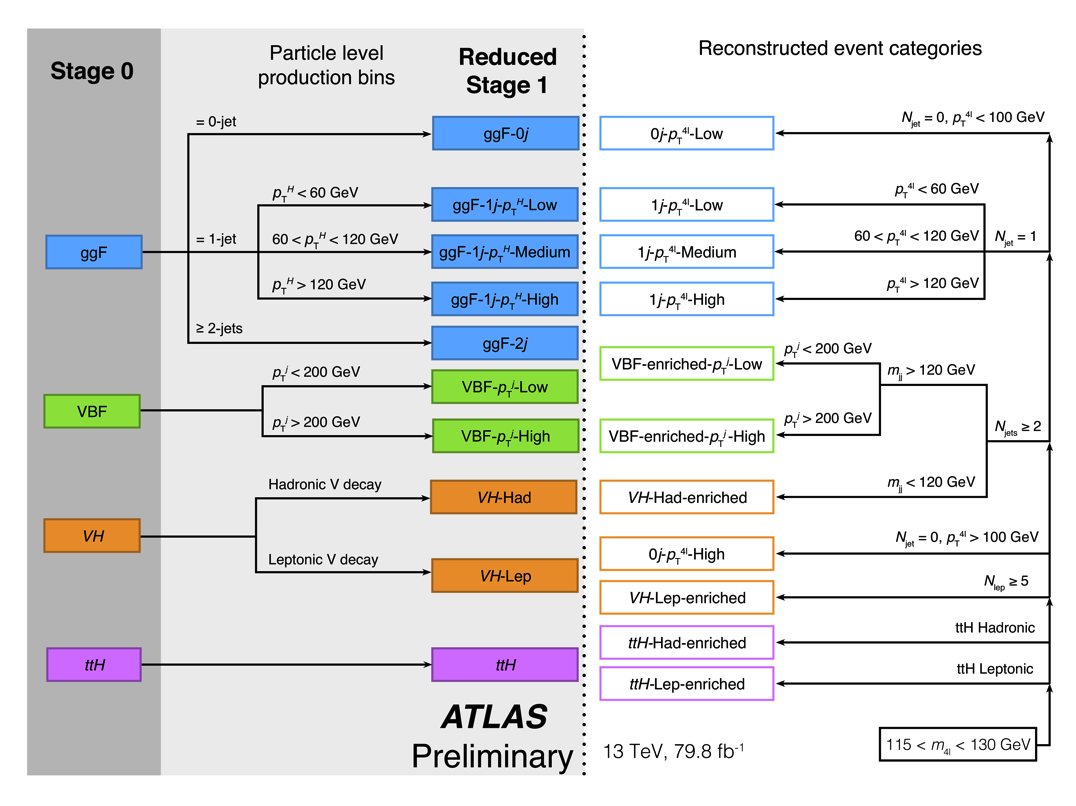 Stage 0
Particle level
production bins
Reduced
Stage 1
Reconstructed event categories
= 0-jet
ggF-0j
0j-pT4l-Low
Njet = 0, pT4l < 100 GeV
pTH < 60 GeV
ggF-1j-pTH-Low
1j-pT4l-Low
pT4l < 60 GeV
ggF
= 1-jet
60 < pTH < 120 GeV
ggF-1j-pTH-Medium
1j-pT4l-Medium
60 < pT4l < 120 GeV
Njet = 1
pTH > 120 GeV
ggF-1j-pTH-High
1j-pT4l-High
pT4l > 120 GeV
≥ 2-jets
ggF-2j
VBF-enriched-pTj-Low
pTj < 200 GeV
mjj > 120 GeV
VBF
pTj < 200 GeV
VBF-pTj-Low
pTj > 200 GeV
VBF-pTj-High
VBF-enriched-pTj-High
pTj > 200 GeV
Njets ≥ 2
Hadronic V decay
VH-Had
VH-Had-enriched
mjj < 120 GeV
VH
0j-pT4l-High
Njet = 0, pT4l > 100 GeV
Leptonic V decay
VH-Lep
VH-Lep-enriched
Nlep ≥ 5
ttH-Had-enriched
ttH Hadronic
ttH
ttH
ttH-Lep-enriched
ttH Leptonic
ATLAS
Preliminary
13 TeV, 79.8 fb-1
115 < m4l < 130 GeV